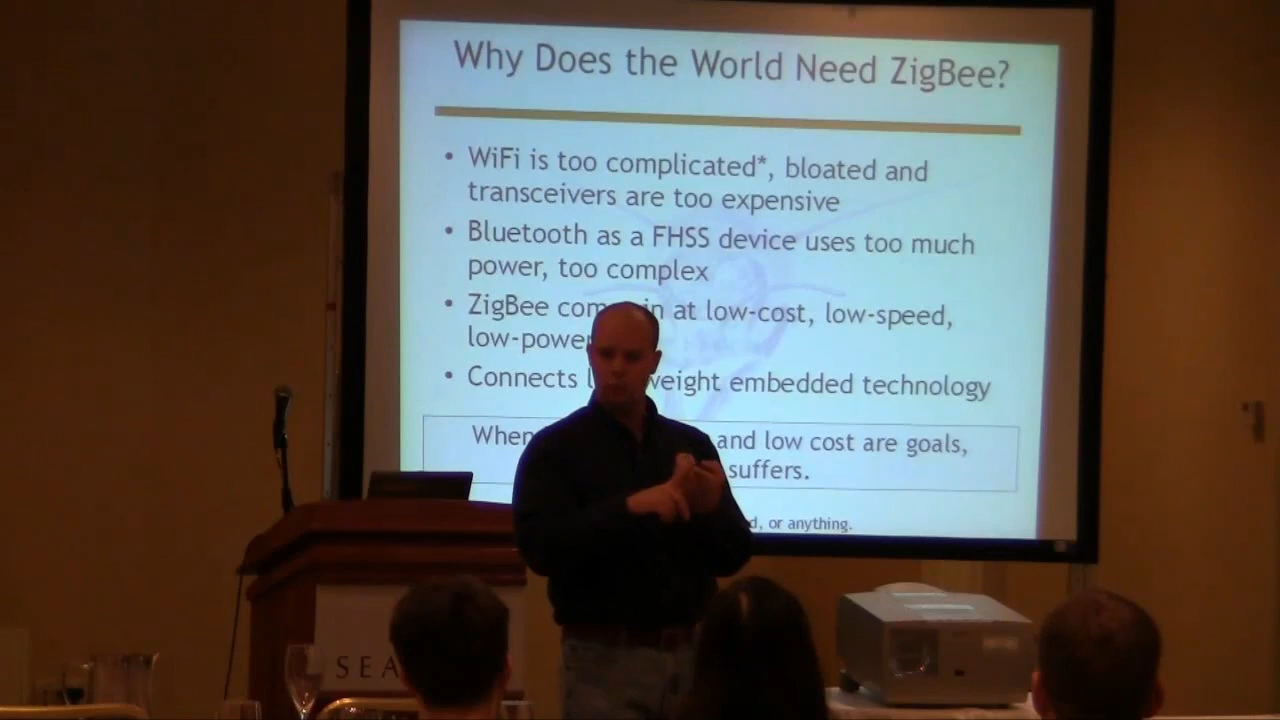 Why Does the World Need ZigBee?
• WiFi is too complicated*, bloated and
transceivers are too expensive
• Bluetooth as a FHSS device uses too much
power, too complex
• ZigBee com in at low-cost, low-speed,
low-power
• Connects l weight embedded technology
When and low cost are goals,
suffers.
d, or anything.
SEA